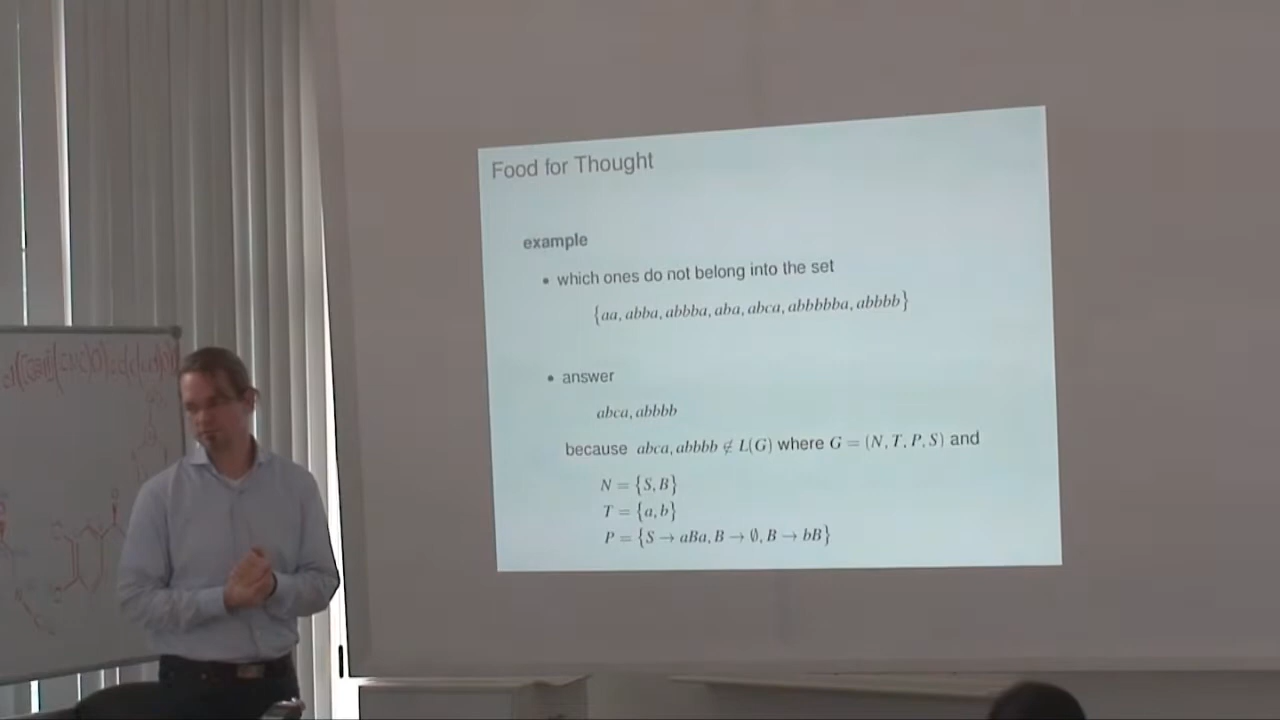 Food for Thought
example
• which ones do not belong into the set
{aa, abba, abbba, aba, abca, abbbbba, abbbb}
• answer
abca, abbbb
because abca, abbbb ∉ L(G) where G = (N, T, P, S) and
N = {S, B}
T = {a, b}
P = {S → aBa, B → ∅, B → bB}